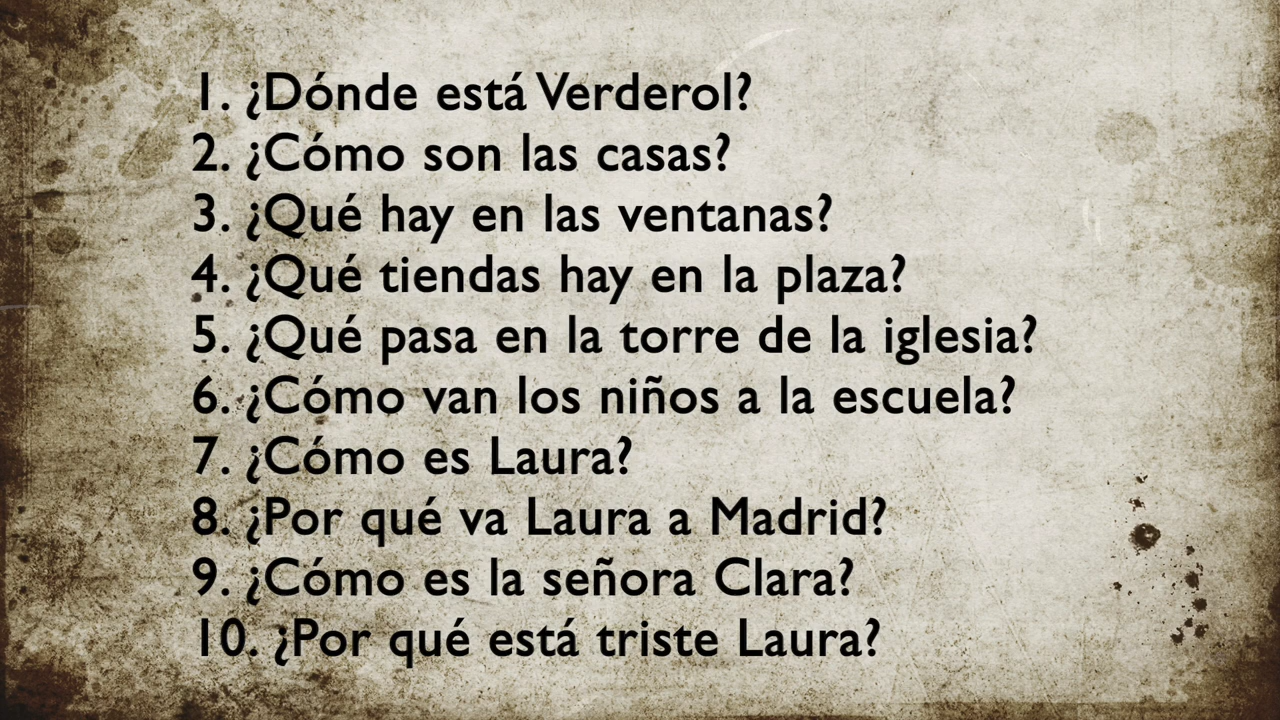 1. ¿Dónde está Verderol?
2. ¿Cómo son las casas?
3. ¿Qué hay en las ventanas?
4. ¿Qué tiendas hay en la plaza?
5. ¿Qué pasa en la torre de la iglesia?
6. ¿Cómo van los niños a la escuela?
7. ¿Cómo es Laura?
8. ¿Por qué va Laura a Madrid?
9. ¿Cómo es la señora Clara?
10. ¿Por qué está triste Laura?